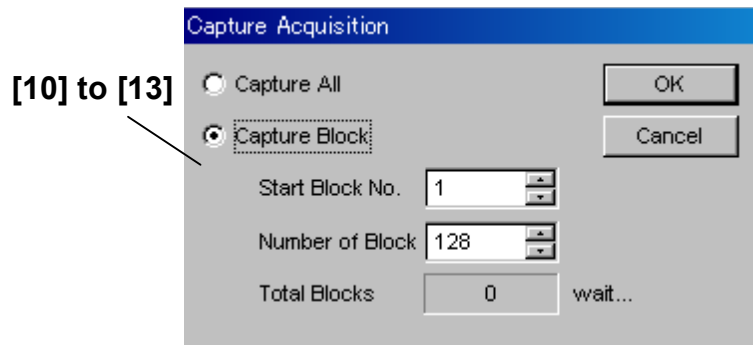 Capture Acquisition
[10] to [13]
Capture All
OK
Capture Block
Cancel
Start Block No. 1
Number of Block 128
Total Blocks 0 wait...